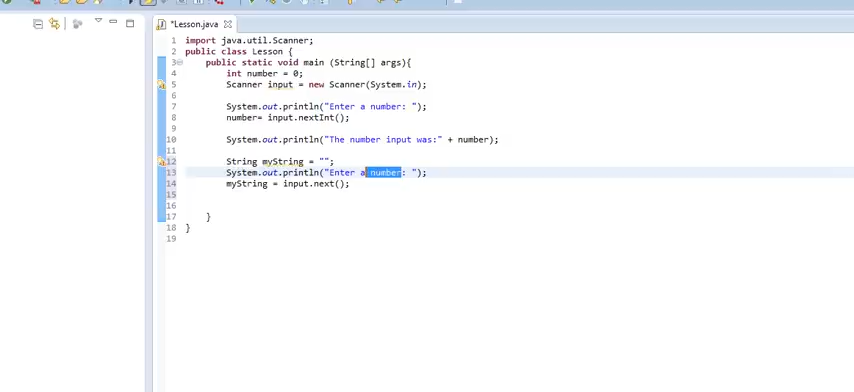 *Lesson.java
1 import java.util.Scanner;
2 public class Lesson {
3 public static void main (String[] args){
4 int number = 0;
5 Scanner input = new Scanner(System.in);
6
7 System.out.println("Enter a number: ");
8 number= input.nextInt();
9
10 System.out.println("The number input was:" + number);
11
12 String myString = "";
13 System.out.println("Enter a number: ");
14 myString = input.next();
15
16
17 }
18 }
19